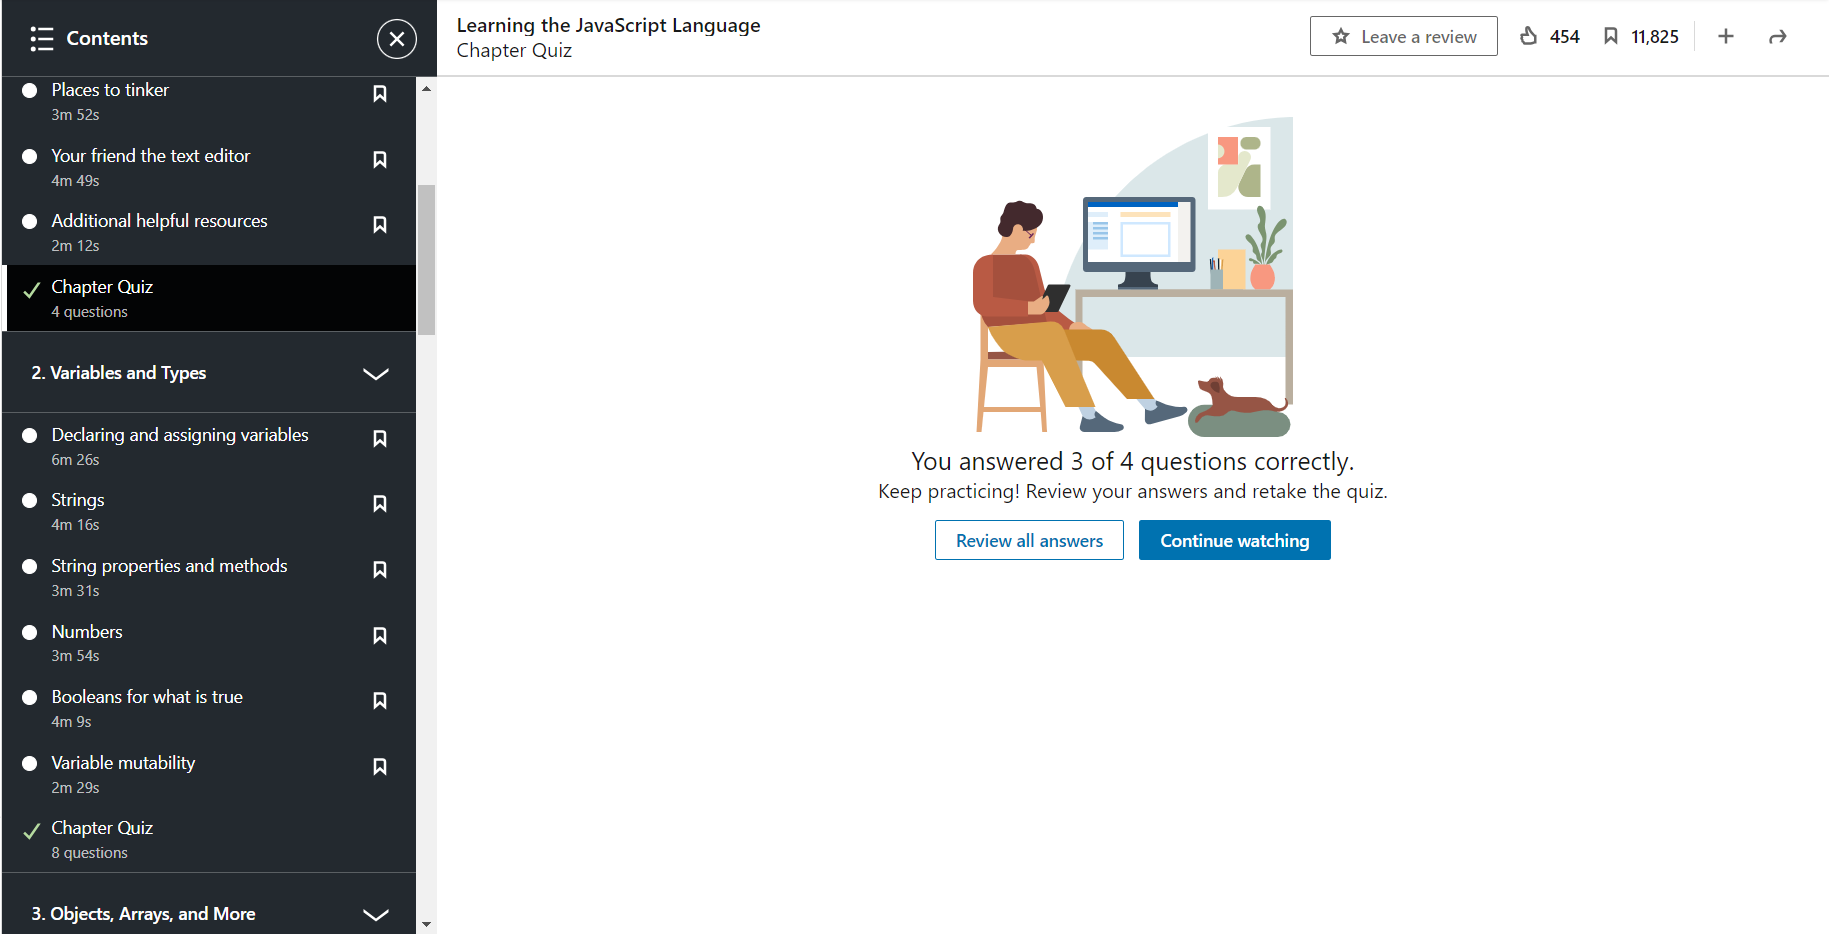 Contents
Places to tinker
3m 52s
Your friend the text editor
4m 49s
Additional helpful resources
2m 12s
Chapter Quiz
4 questions
2. Variables and Types
Declaring and assigning variables
6m 26s
Strings
4m 16s
String properties and methods
3m 31s
Numbers
3m 54s
Booleans for what is true
4m 9s
Variable mutability
2m 29s
Chapter Quiz
8 questions
3. Objects, Arrays, and More
Learning the JavaScript Language
Chapter Quiz
Leave a review 454 11,825
You answered 3 of 4 questions correctly.
Keep practicing! Review your answers and retake the quiz.
Review all answers Continue watching